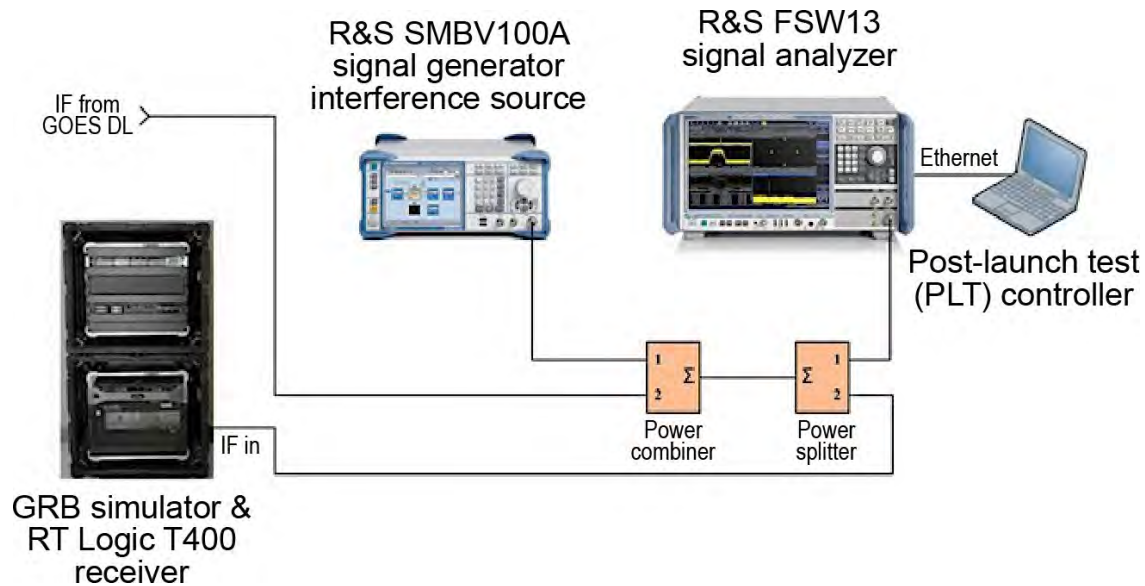 R&S SMBV100A
signal generator
interference source
R&S FSW13
signal analyzer
IF from
GOES DL
Ethernet
Post-launch test
(PLT) controller
1
2
Σ
Power
combiner
Σ
1
2
Power
splitter
IF in
GRB simulator &
RT Logic T400
receiver